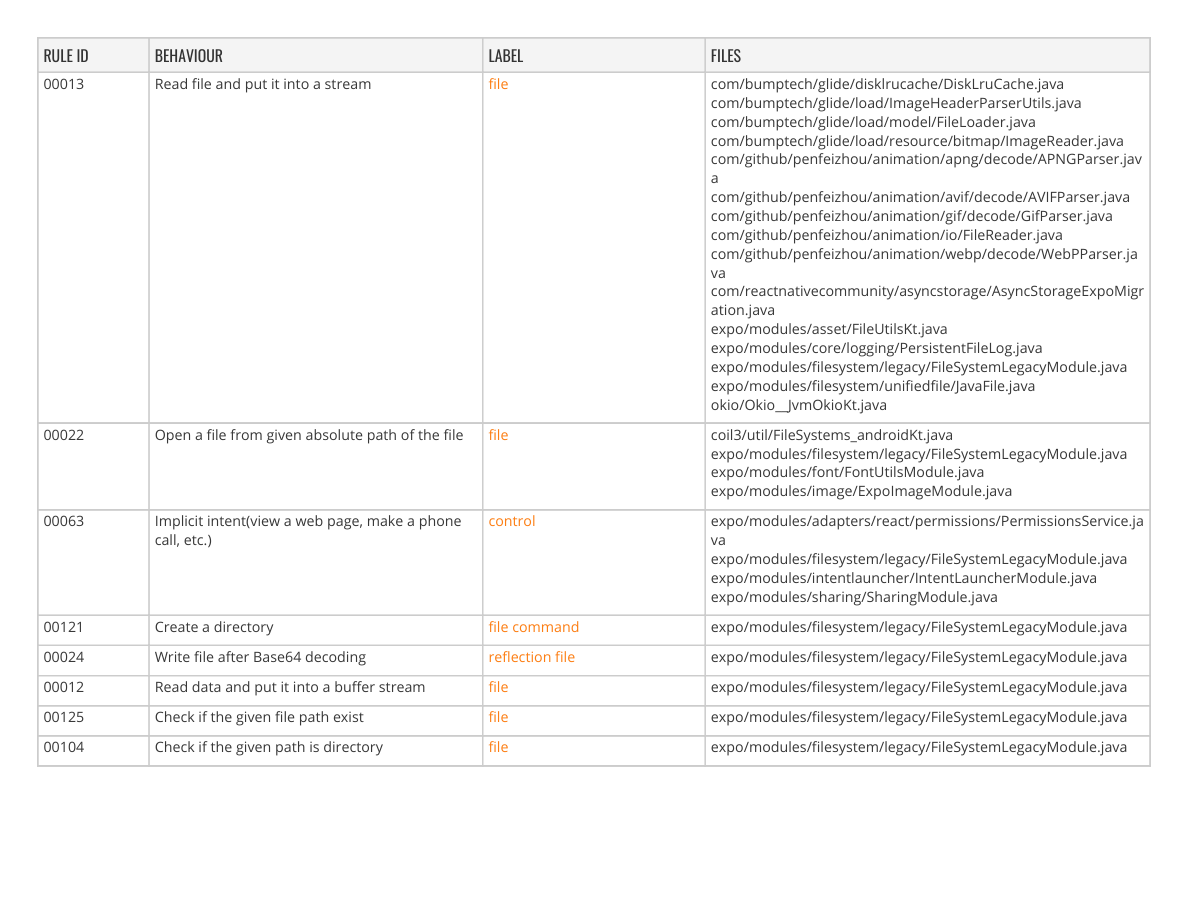 RULE ID BEHAVIOUR LABEL FILES
00013 Read file and put it into a stream file com/bumptech/glide/disklrucache/DiskLruCache.java
com/bumptech/glide/load/ImageHeaderParserUtils.java
com/bumptech/glide/load/model/FileLoader.java
com/bumptech/glide/load/resource/bitmap/ImageReader.java
com/github/penfeizhou/animation/apng/decode/APNGParser.jav
a
com/github/penfeizhou/animation/avif/decode/AVIFParser.java
com/github/penfeizhou/animation/gif/decode/GifParser.java
com/github/penfeizhou/animation/io/FileReader.java
com/github/penfeizhou/animation/webp/decode/WebPParser.ja
va
com/reactnativecommunity/asyncstorage/AsyncStorageExpoMigr
ation.java
expo/modules/asset/FileUtilsKt.java
expo/modules/core/logging/PersistentFileLog.java
expo/modules/filesystem/legacy/FileSystemLegacyModule.java
expo/modules/filesystem/unifiedfile/JavaFile.java
okio/Okio__JvmOkioKt.java
00022 Open a file from given absolute path of the file file coil3/util/FileSystems_androidKt.java
expo/modules/filesystem/legacy/FileSystemLegacyModule.java
expo/modules/font/FontUtilsModule.java
expo/modules/image/ExpoImageModule.java
00063 Implicit intent(view a web page, make a phone control expo/modules/adapters/react/permissions/PermissionsService.ja
call, etc.) va
expo/modules/filesystem/legacy/FileSystemLegacyModule.java
expo/modules/intentlauncher/IntentLauncherModule.java
expo/modules/sharing/SharingModule.java
00121 Create a directory file command expo/modules/filesystem/legacy/FileSystemLegacyModule.java
00024 Write file after Base64 decoding reflection file expo/modules/filesystem/legacy/FileSystemLegacyModule.java
00012 Read data and put it into a buffer stream file expo/modules/filesystem/legacy/FileSystemLegacyModule.java
00125 Check if the given file path exist file expo/modules/filesystem/legacy/FileSystemLegacyModule.java
00104 Check if the given path is directory file expo/modules/filesystem/legacy/FileSystemLegacyModule.java